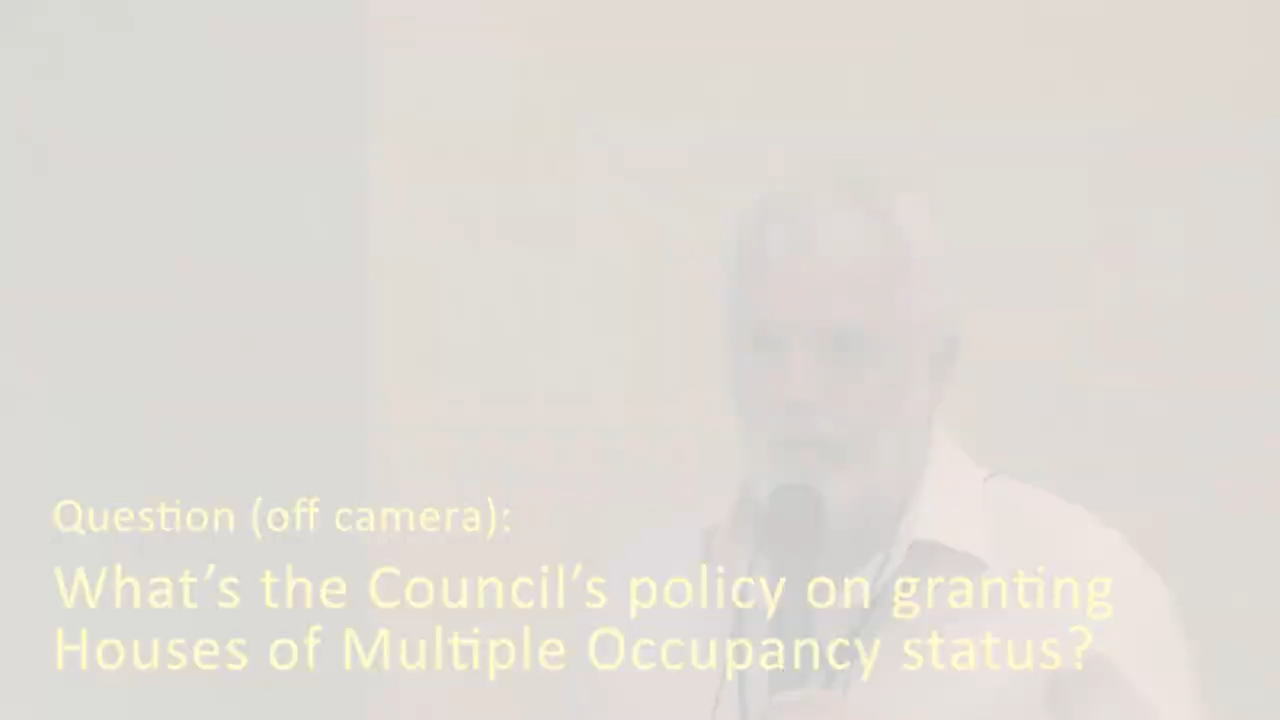 Question (off camera):
What's the Council's policy on granting
Houses of Multiple Occupancy status?